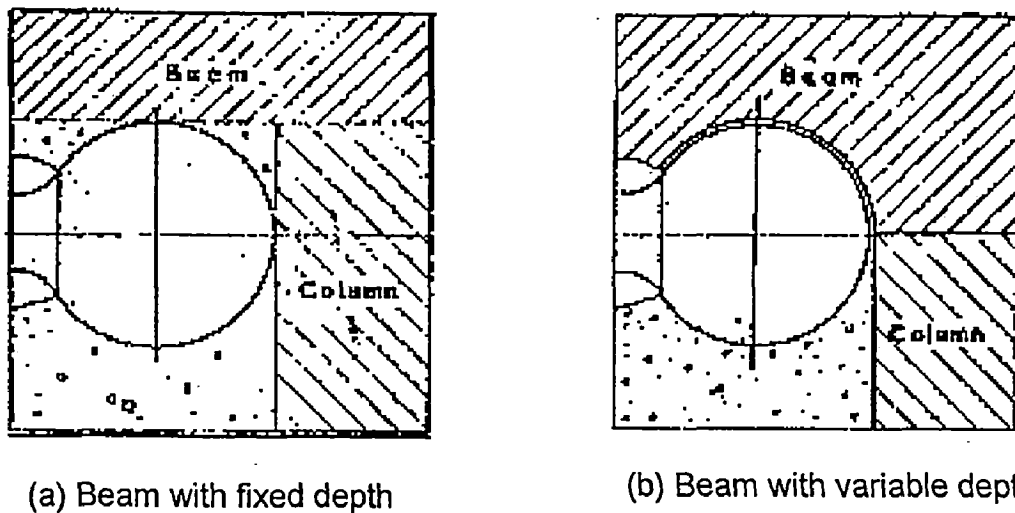 Beam
Column
(a) Beam with fixed depth
Beam
Column
(b) Beam with variable dept